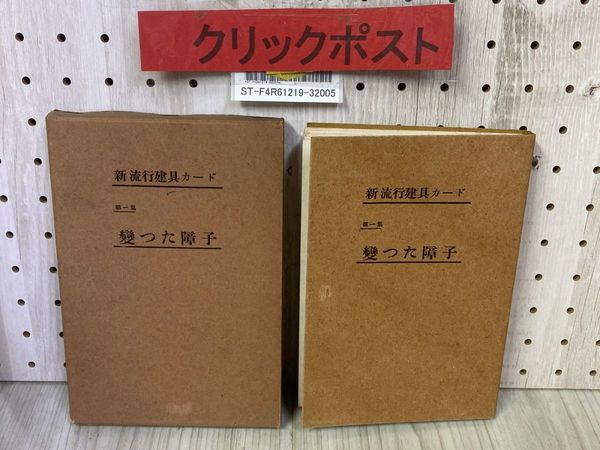 クリックポスト
ST-F4R61219-32005
新流行建具カード
第一集
變つた障子
新流行建具カード
第一集
變つた障子